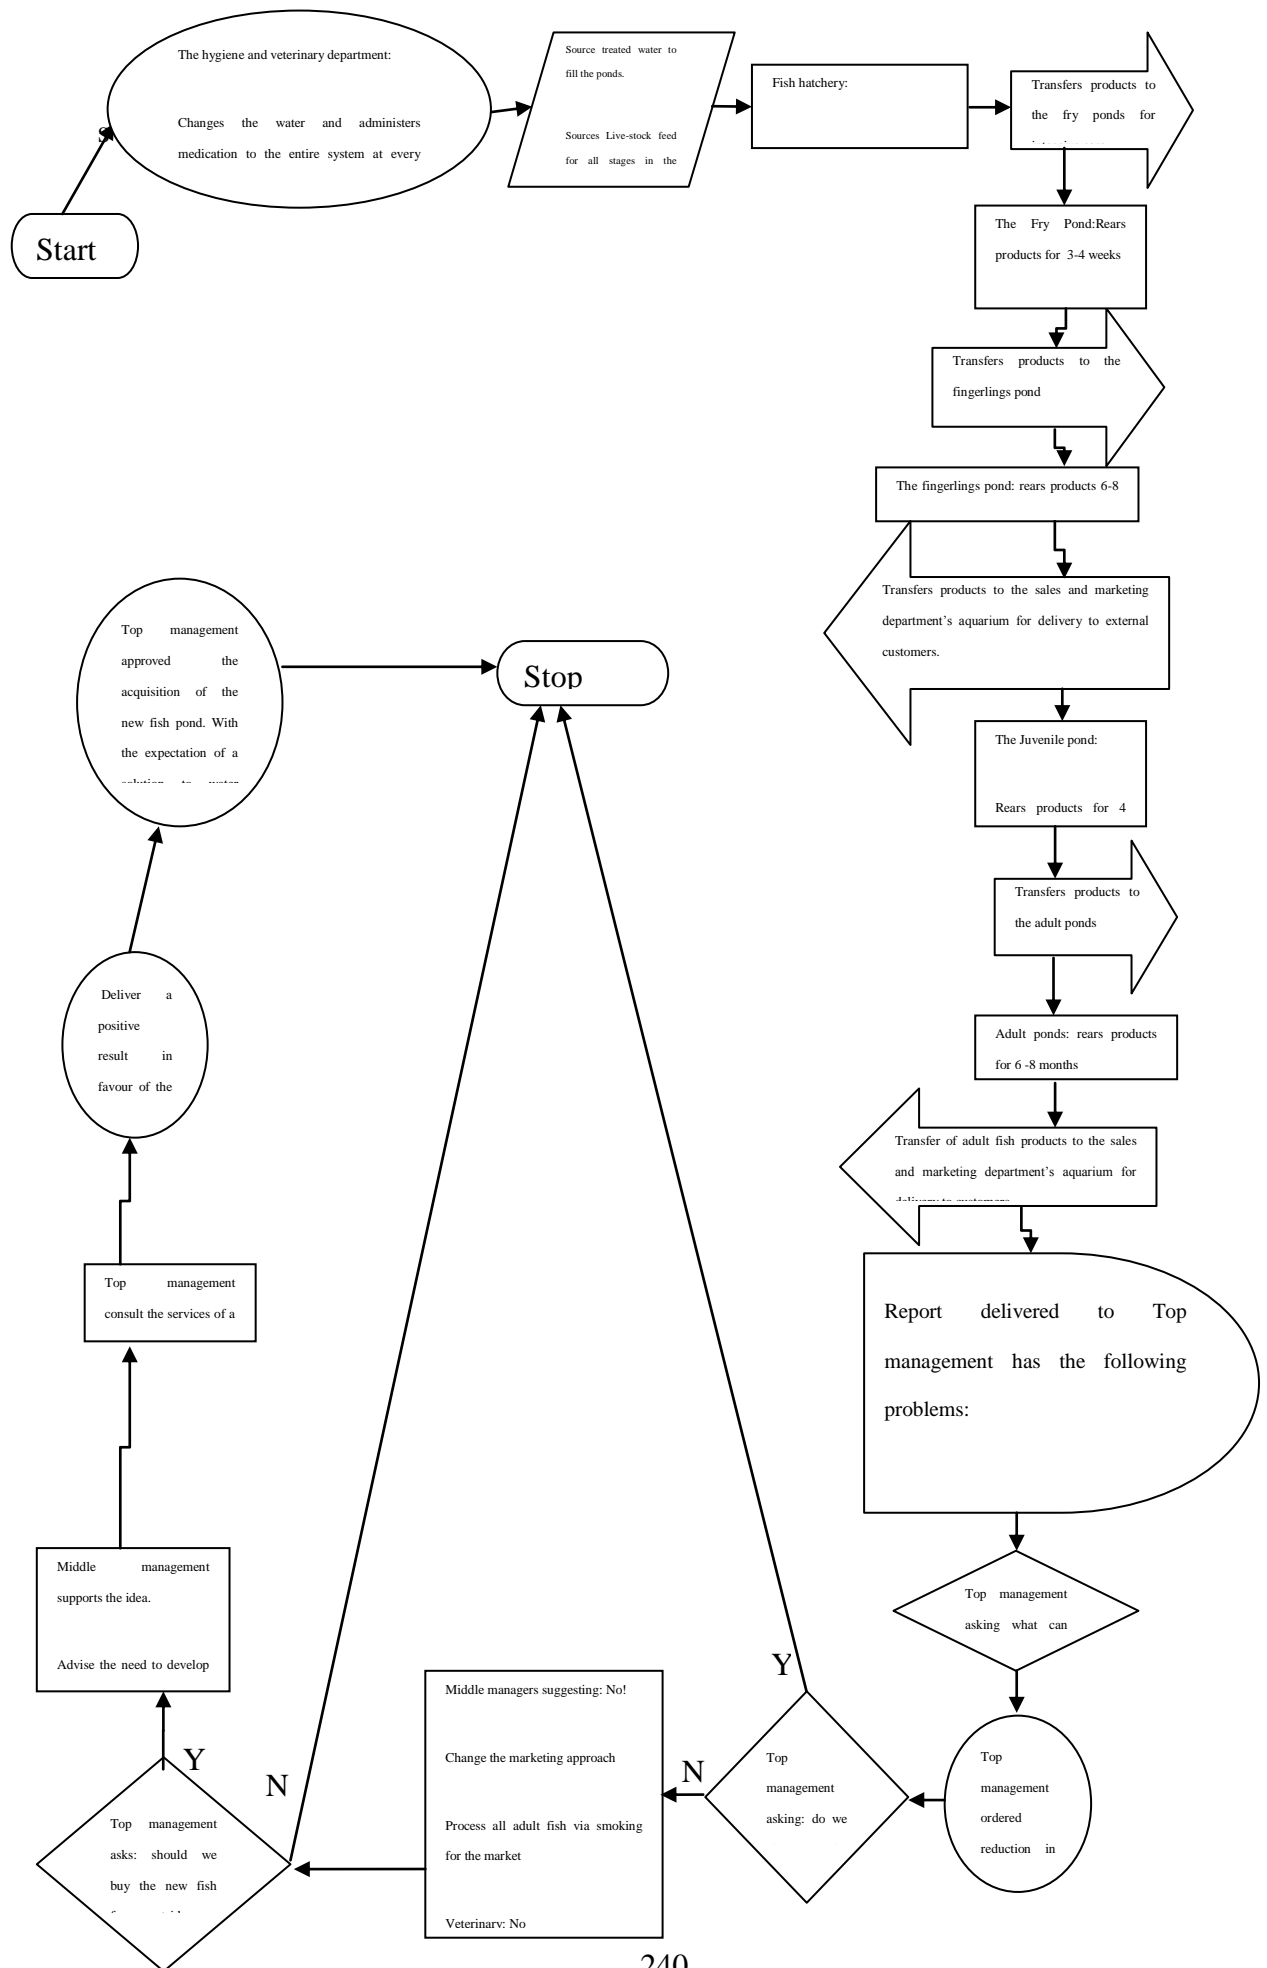 The hygiene and veterinary department:
Changes the water and administers
medication to the entire system at every
Source treated water to
fill the ponds.
Sources Live-stock feed
for all stages in the
Fish hatchery:
Transfers products to
the fry ponds for
Start
The Fry Pond:Rears
products for 3-4 weeks
Transfers products to the
fingerlings pond
The fingerlings pond: rears products 6-8
Transfers products to the sales and marketing
department's aquarium for delivery to external
customers.
Top management
approved the
acquisition of the
new fish pond. With
the expectation of a
solution to water
Stop
The Juvenile pond:
Rears products for 4
Transfers products to
the adult ponds
Deliver a
positive
result in
favour of the
Adult ponds: rears products
for 6 -8 months
Transfer of adult fish products to the sales
and marketing department's aquarium for
delivery to customers
Top management
consult the services of a
Report delivered to Top
management has the following
problems:
Middle management
supports the idea.
Advise the need to develop
Top management
asking what can
Y
Middle managers suggesting: No!
Change the marketing approach
Process all adult fish via smoking
for the market
Veterinary: No
N
Top
management
asking: do we
Top
management
ordered
reduction in
Y
N
Top management
asks: should we
buy the new fish
240